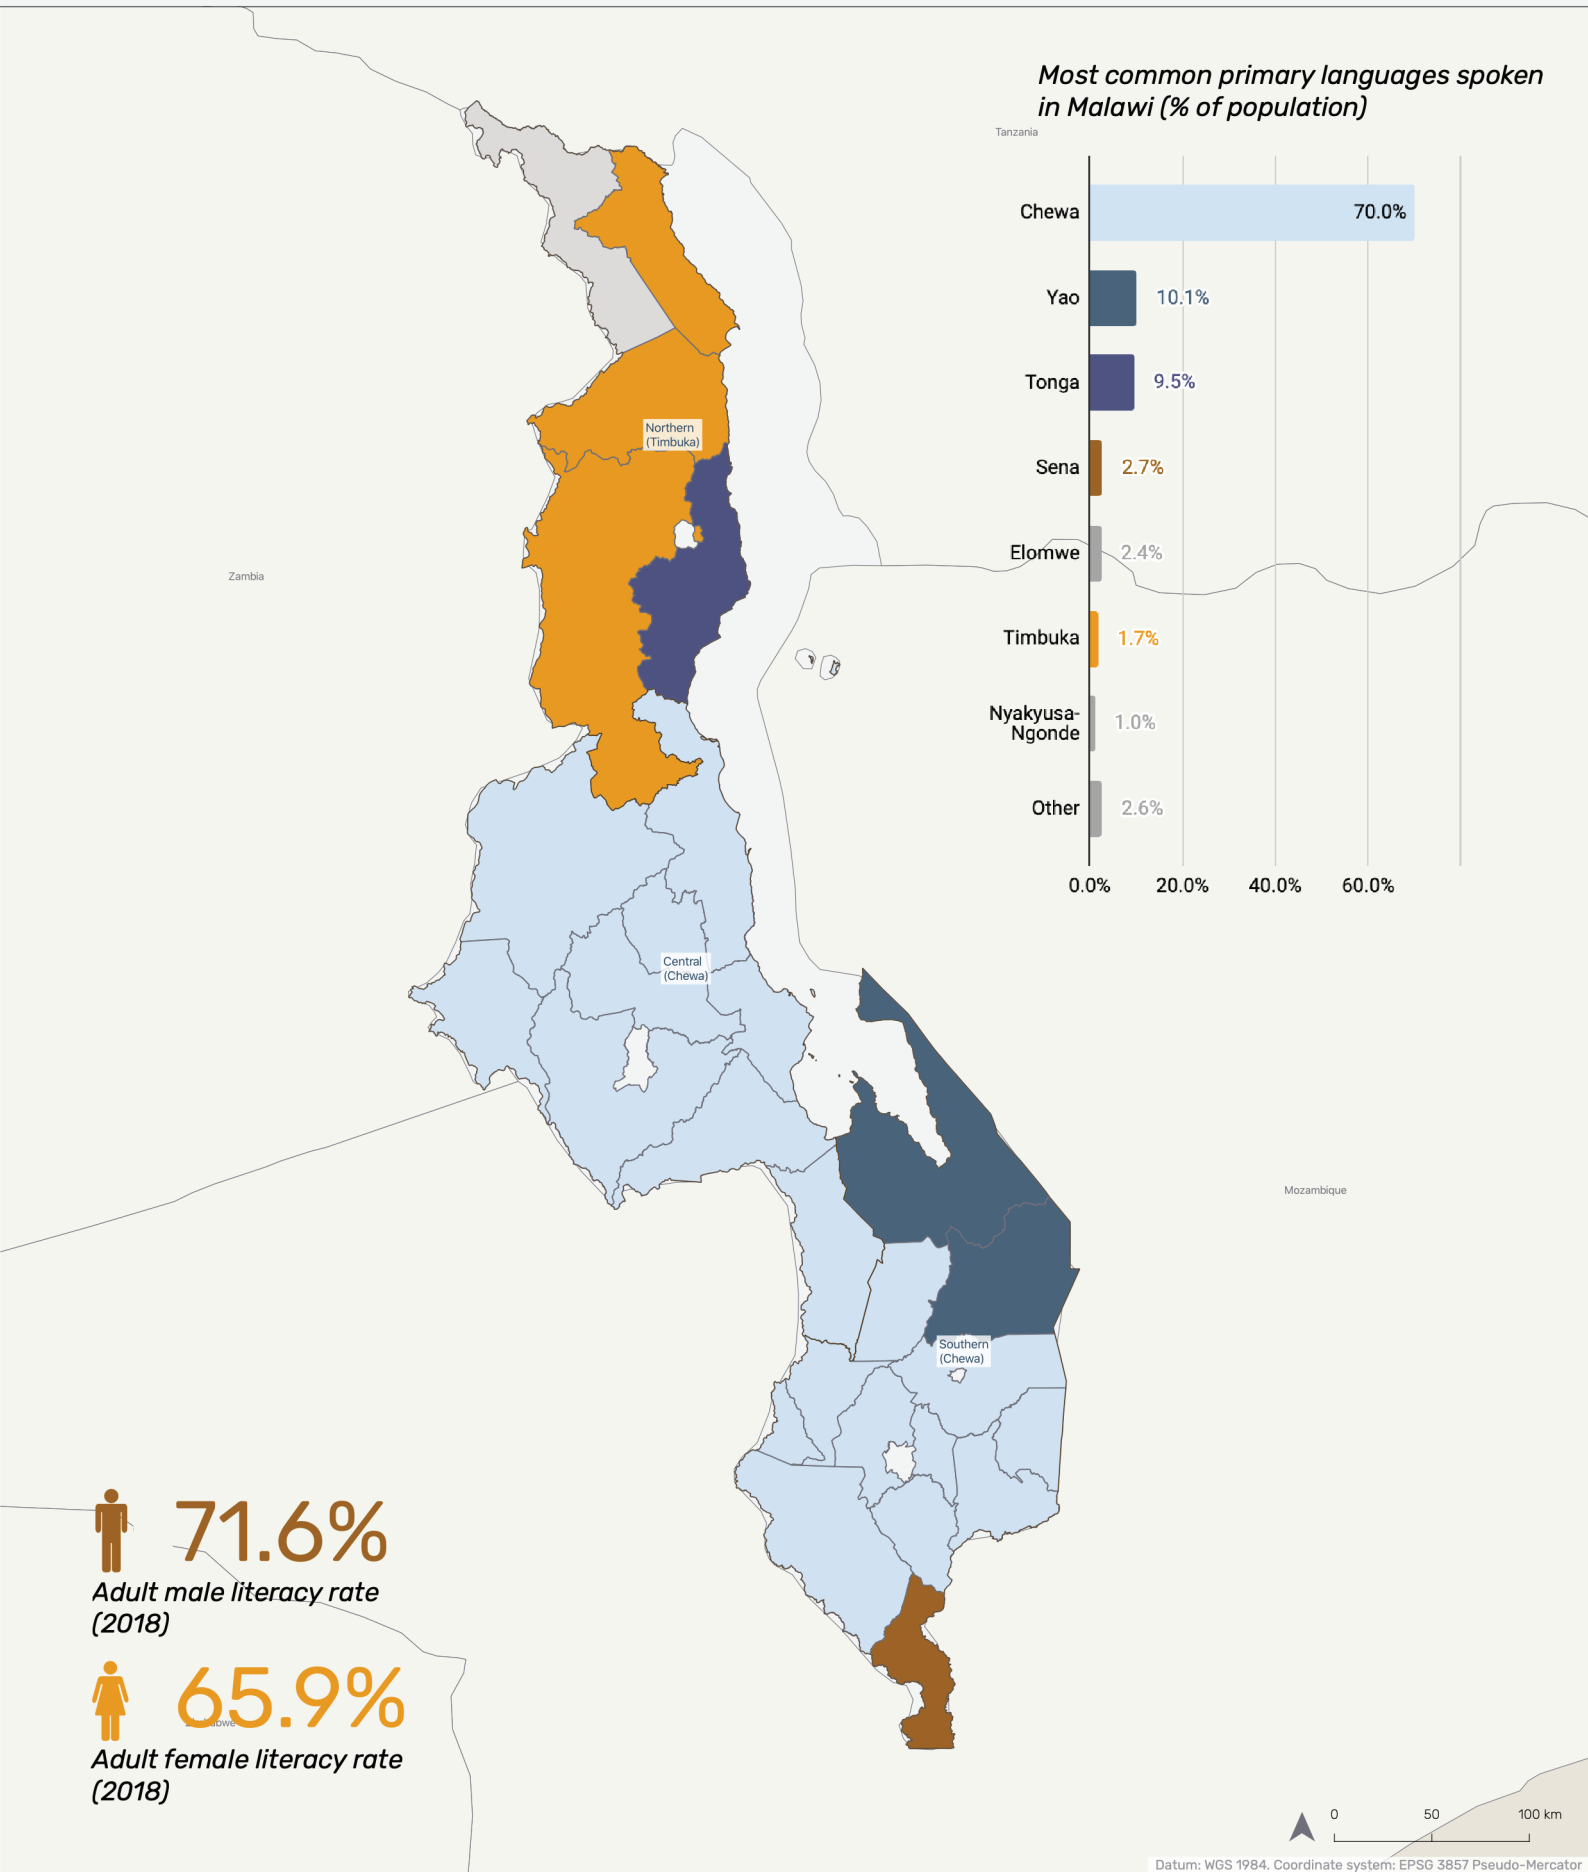 Most common primary languages spoken
in Malawi (% of population)
Tanzania
Chewa
70.0%
Yao
10.1%
Tonga
9.5%
Sena
2.7%
Elomwe
2.4%
Timbuka
1.7%
Nyakyusa-
Ngonde
1.0%
Other
2.6%
0.0%
20.0%
40.0%
60.0%
Northern
(Timbuka)
Zambia
Central
(Chewa)
Mozambique
Southern
(Chewa)
71.6%
Adult male literacy rate
(2018)
65.9%
Zimbabwe
Adult female literacy rate
(2018)
0
50
100 km
Datum: WGS 1984. Coordinate system: EPSG 3857 Pseudo-Mercator